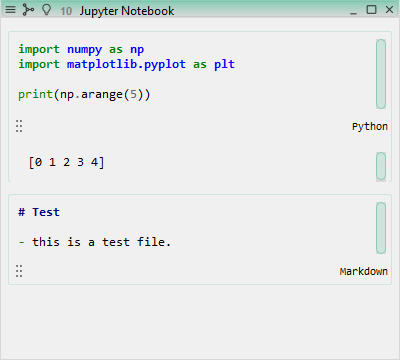 10 Jupyter Notebook
import numpy as np
import matplotlib.pyplot as plt
print(np.arange(5))
Python
[0 1 2 3 4]
# Test
- this is a test file.
Markdown